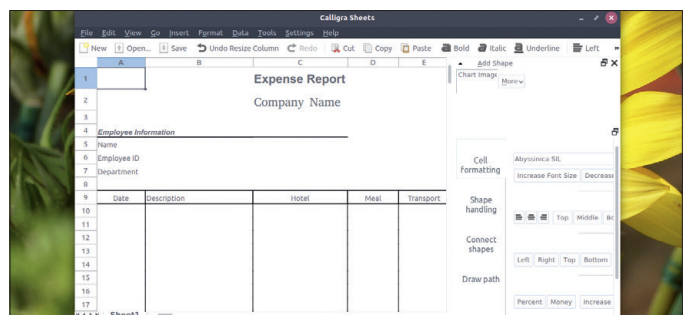 Calligra Sheets
File Edit View Go Insert Format Data Tools Settings Help
New Open... Save Undo Resize Column Redo Cut Copy Paste Bold Italic Underline Left »
A B C D E
Add Shape
Chart Image
More
1 Expense Report
2 Company Name
3
4 Employee Information
5 Name
6 Employee ID
7 Department
8
9 Date Description Hotel Meal Transport
10
11
12
13
14
15
16
17
Sheet1
Cell
formatting
Shape
handling
Connect
shapes
Draw path
Abyssinica SIL
Increase Font Size Decrease
Top Middle Bo
Left Right Top Bottom
Percent Money Increase